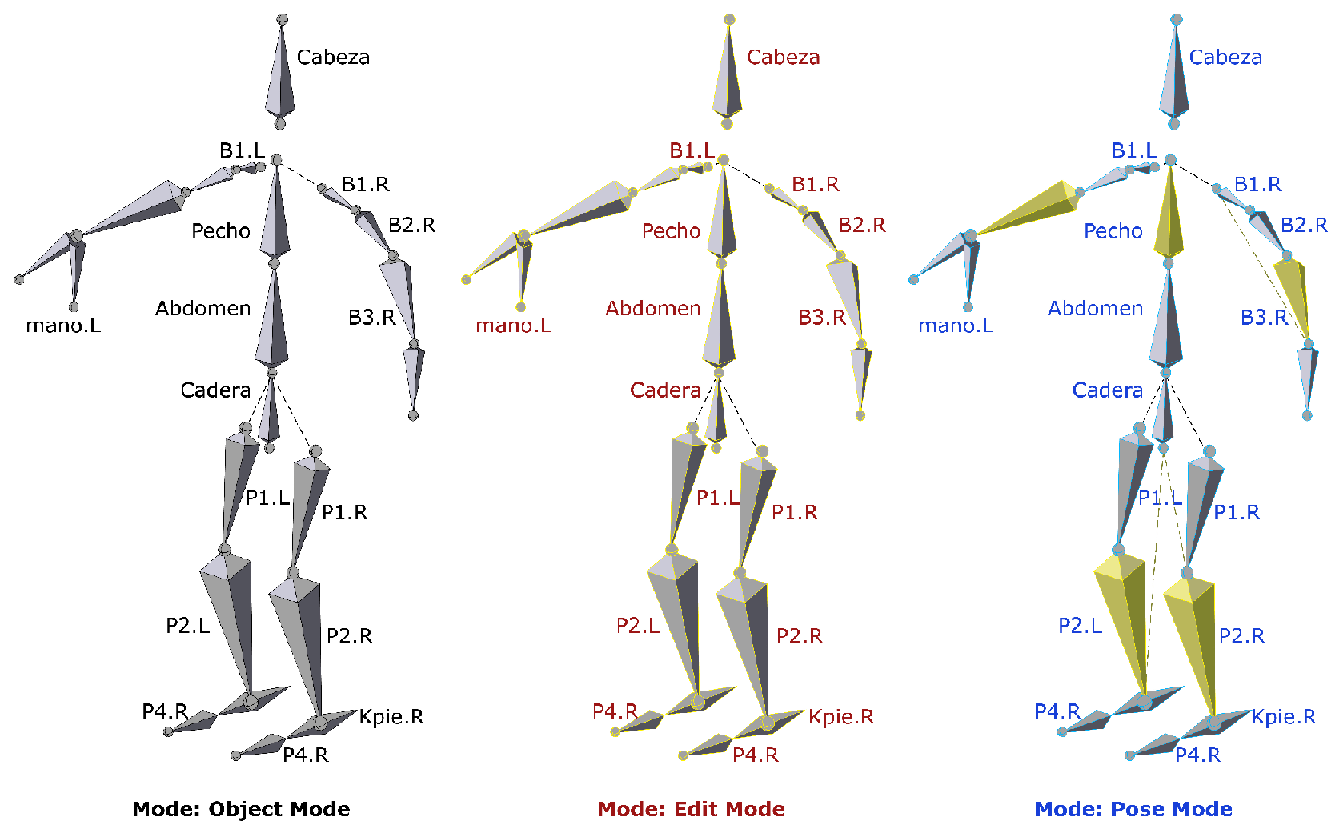 Cabeza
B1.L
B1.R
Pecho
B2.R
Abdomen
mano.L
B3.R
Cadera
P1.L
P1.R
P2.L
P2.R
P4.R
Kpie.R
P4.R
Mode: Object Mode
Cabeza
B1.L
B1.R
Pecho
B2.R
Abdomen
mano.L
B3.R
Cadera
P1.L
P1.R
P2.L
P2.R
P4.R
Kpie.R
P4.R
Mode: Edit Mode
Cabeza
B1.L
B1.R
Pecho
B2.R
Abdomen
mano.L
B3.R
Cadera
P1.L
P1.R
P2.L
P2.R
P4.R
Kpie.R
P4.R
Mode: Pose Mode